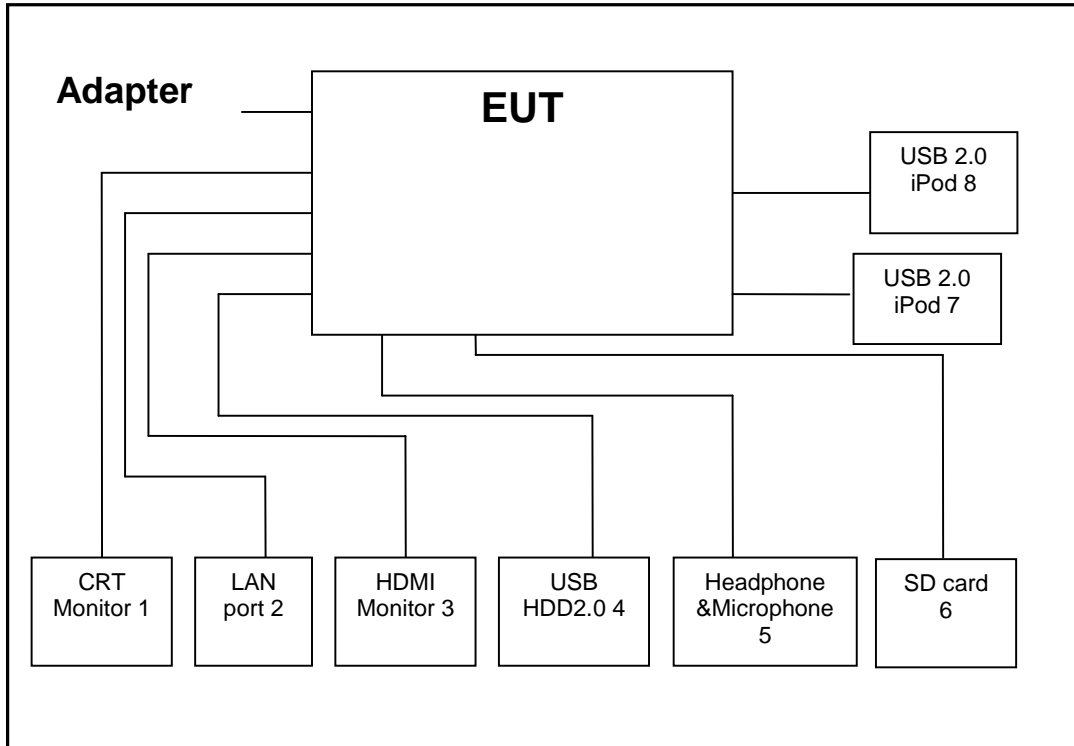 Adapter
EUT
USB 2.0
iPod 8
USB 2.0
iPod 7
CRT
Monitor 1
LAN
port 2
HDMI
Monitor 3
USB
HDD2.0 4
Headphone
&Microphone
5
SD card
6